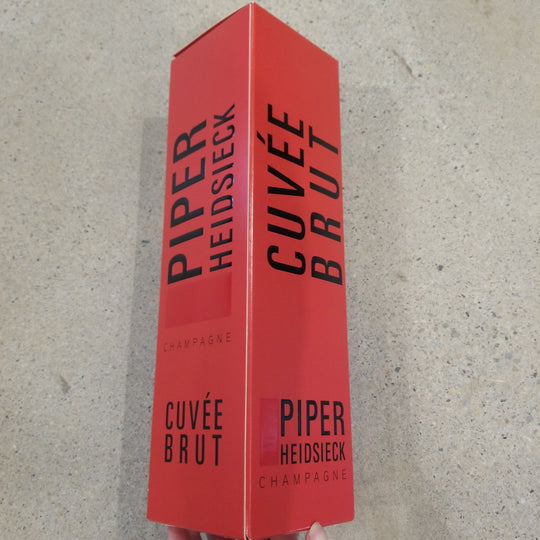 PIPER
HEIDSIECK
CHAMPAGNE
CUVÉE
BRUT
CUVÉE
BRUT
PIPER
HEIDSIECK
CHAMPAGNE